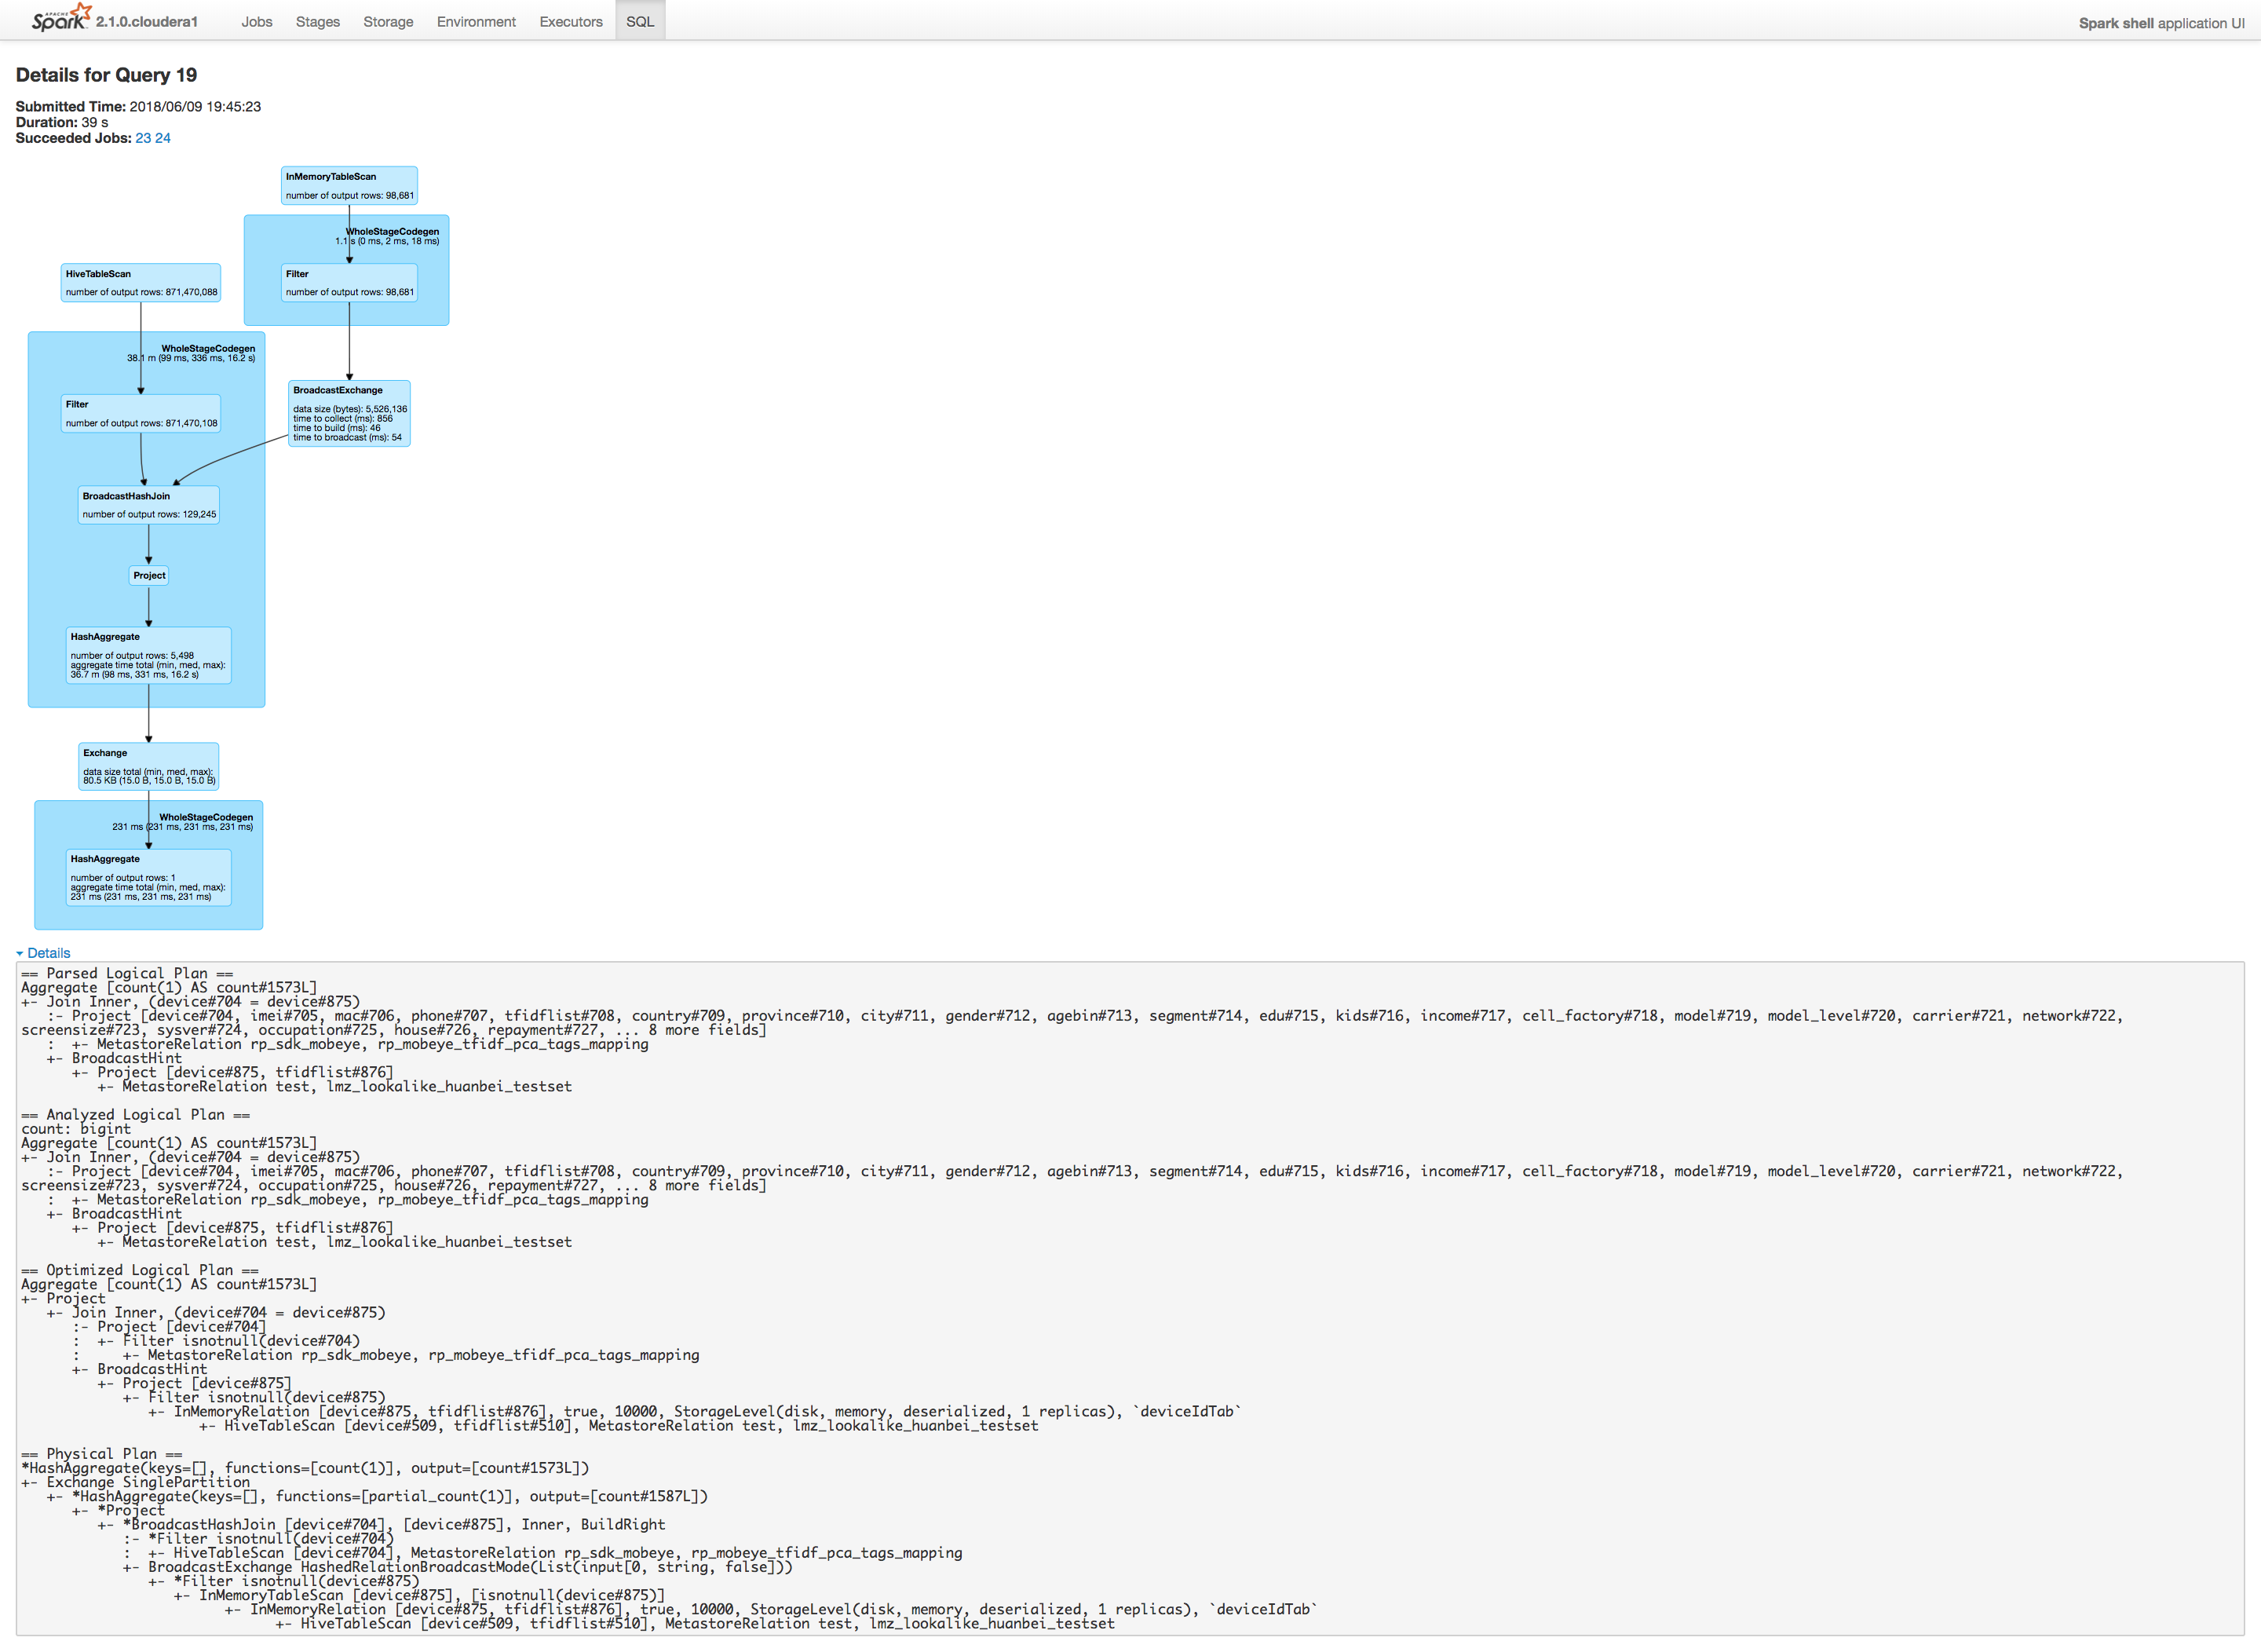 APACHE
Spark 2.1.0.cloudera1 Jobs Stages Storage Environment Executors SQL Spark shell application UI
Details for Query 19
Submitted Time: 2018/06/09 19:45:23
Duration: 39 s
Succeeded Jobs: 23 24
InMemoryTableScan
number of output rows: 98,681
WholeStageCodegen
1.1 s (0 ms, 2 ms, 18 ms)
Filter
number of output rows: 98,681
HiveTableScan
number of output rows: 871,470,088
WholeStageCodegen
38.1 m (99 ms, 336 ms, 16.2 s)
Filter
number of output rows: 871,470,108
BroadcastExchange
data size (bytes): 5,526,136
time to collect (ms): 856
time to build (ms): 46
time to broadcast (ms): 54
BroadcastHashJoin
number of output rows: 129,245
Project
HashAggregate
number of output rows: 5,498
aggregate time total (min, med, max):
36.7 m (98 ms, 331 ms, 16.2 s)
Exchange
data size total (min, med, max):
80.5 KB (15.0 B, 15.0 B, 15.0 B)
WholeStageCodegen
231 ms (231 ms, 231 ms, 231 ms)
HashAggregate
number of output rows: 1
aggregate time total (min, med, max):
231 ms (231 ms, 231 ms, 231 ms)
Details
== Parsed Logical Plan ==
Aggregate [count(1) AS count#1573L]
+- Join Inner, (device#704 = device#875)
   :- Project [device#704, imei#705, mac#706, phone#707, tfidflist#708, country#709, province#710, city#711, gender#712, agebin#713, segment#714, edu#715, kids#716, income#717, cell_factory#718, model#719, model_level#720, carrier#721, network#722,
screensize#723, sysver#724, occupation#725, house#726, repayment#727, ... 8 more fields]
   :  +- MetastoreRelation rp_sdk_mobeye, rp_mobeye_tfidf_pca_tags_mapping
   +- BroadcastHint
      +- Project [device#875, tfidflist#876]
         +- MetastoreRelation test, lmz_lookalike_huanbei_testset
== Analyzed Logical Plan ==
count: bigint
Aggregate [count(1) AS count#1573L]
+- Join Inner, (device#704 = device#875)
   :- Project [device#704, imei#705, mac#706, phone#707, tfidflist#708, country#709, province#710, city#711, gender#712, agebin#713, segment#714, edu#715, kids#716, income#717, cell_factory#718, model#719, model_level#720, carrier#721, network#722,
screensize#723, sysver#724, occupation#725, house#726, repayment#727, ... 8 more fields]
   :  +- MetastoreRelation rp_sdk_mobeye, rp_mobeye_tfidf_pca_tags_mapping
   +- BroadcastHint
      +- Project [device#875, tfidflist#876]
         +- MetastoreRelation test, lmz_lookalike_huanbei_testset
== Optimized Logical Plan ==
Aggregate [count(1) AS count#1573L]
+- Project
   +- Join Inner, (device#704 = device#875)
      :- Project [device#704]
      :  +- Filter isnotnull(device#704)
      :     +- MetastoreRelation rp_sdk_mobeye, rp_mobeye_tfidf_pca_tags_mapping
      +- BroadcastHint
         +- Project [device#875]
            +- Filter isnotnull(device#875)
               +- InMemoryRelation [device#875, tfidflist#876], true, 10000, StorageLevel(disk, memory, deserialized, 1 replicas), `deviceIdTab`
                     +- HiveTableScan [device#509, tfidflist#510], MetastoreRelation test, lmz_lookalike_huanbei_testset
== Physical Plan ==
*HashAggregate(keys=[], functions=[count(1)], output=[count#1573L])
+- Exchange SinglePartition
   +- *HashAggregate(keys=[], functions=[partial_count(1)], output=[count#1587L])
      +- *Project
         +- *BroadcastHashJoin [device#704], [device#875], Inner, BuildRight
            :- *Filter isnotnull(device#704)
            :  +- HiveTableScan [device#704], MetastoreRelation rp_sdk_mobeye, rp_mobeye_tfidf_pca_tags_mapping
            +- BroadcastExchange HashedRelationBroadcastMode(List(input[0, string, false]))
               +- *Filter isnotnull(device#875)
                  +- InMemoryTableScan [device#875], [isnotnull(device#875)]
                        +- InMemoryRelation [device#875, tfidflist#876], true, 10000, StorageLevel(disk, memory, deserialized, 1 replicas), `deviceIdTab`
                              +- HiveTableScan [device#509, tfidflist#510], MetastoreRelation test, lmz_lookalike_huanbei_testset